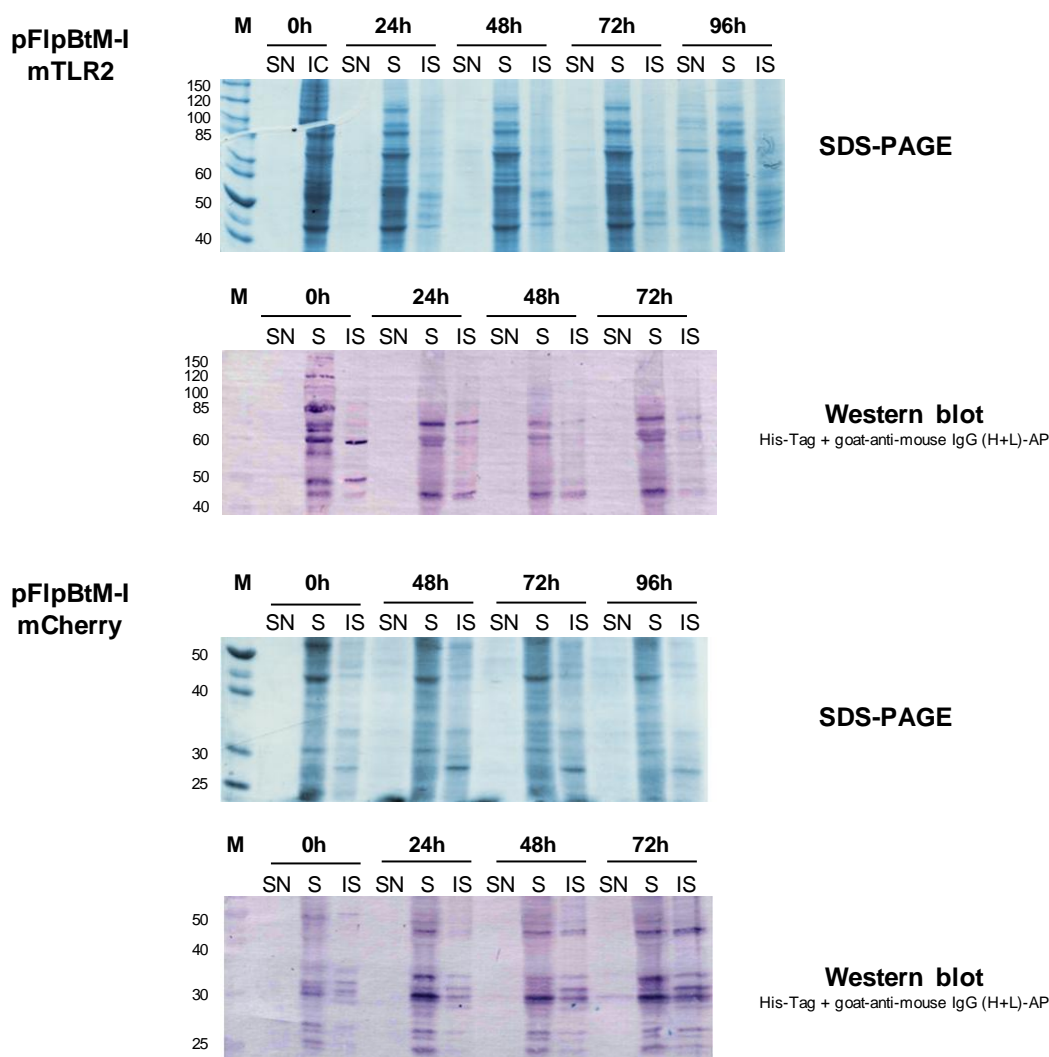 pFlpBtM-I
mTLR2
M 0h 24h 48h 72h 96h
SN IC SN S IS SN S IS SN S IS SN S IS
150
120
100
85
60
50
40
SDS-PAGE
M 0h 24h 48h 72h
SN S IS SN S IS SN S IS SN S IS
150
120
100
85
60
50
40
Western blot
His-Tag + goat-anti-mouse IgG (H+L)-AP
pFlpBtM-I
mCherry
M 0h 48h 72h 96h
SN S IS SN S IS SN S IS SN S IS
50
40
30
25
SDS-PAGE
M 0h 24h 48h 72h
SN S IS SN S IS SN S IS SN S IS
50
40
30
25
Western blot
His-Tag + goat-anti-mouse IgG (H+L)-AP